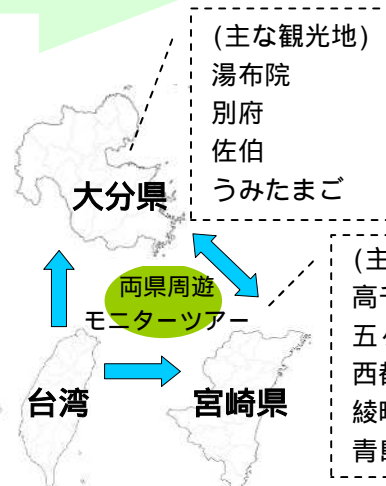 (主な観光地)
湯布院
別府
佐伯
うみたまご
大分県
両県周遊
モニターツアー
台湾
宮崎県
(主
高千
五ヶ
西都
綾町
青島